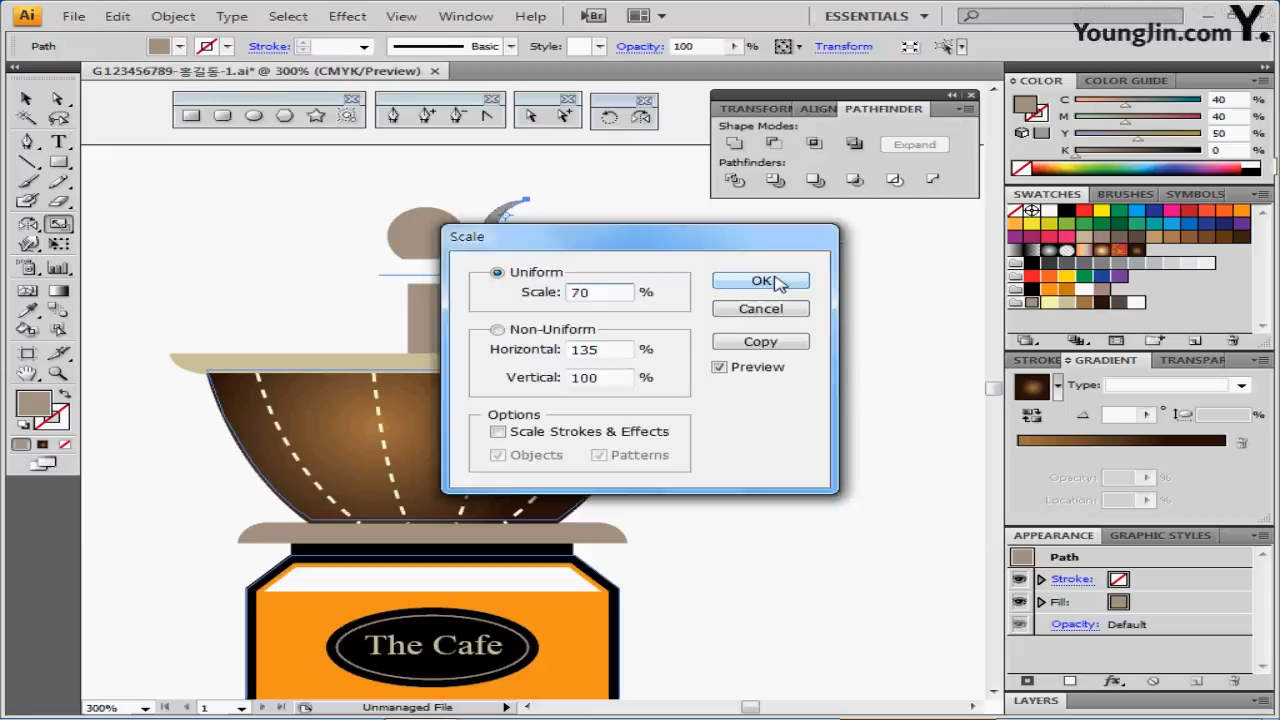 Ai File Edit Object Type Select Effect View Window Help Br ESSENTIALS
YoungJin.com Y.
Path Stroke: Basic Style: Opacity: 100 % Transform
G123456789-홍길동-1.ai* @ 300% (CMYK/Preview)
TRANSFORM ALIGN PATHFINDER
Shape Modes:
Expand
Pathfinders:
COLOR COLOR GUIDE
C 40 %
M 40 %
Y 50 %
K 0 %
SWATCHES BRUSHES SYMBOLS
Scale
Uniform
Scale: 70 %
Non-Uniform
Horizontal: 135 %
Vertical: 100 %
Options
Scale Strokes & Effects
Objects Patterns
OK
Cancel
Copy
Preview
STROKE GRADIENT TRANSPAR
Type:
°
%
Opacity: %
Location: %
APPEARANCE GRAPHIC STYLES
Path
Stroke:
Fill:
Opacity: Default
fx
LAYERS
The Cafe
300% 1 Unmanaged File